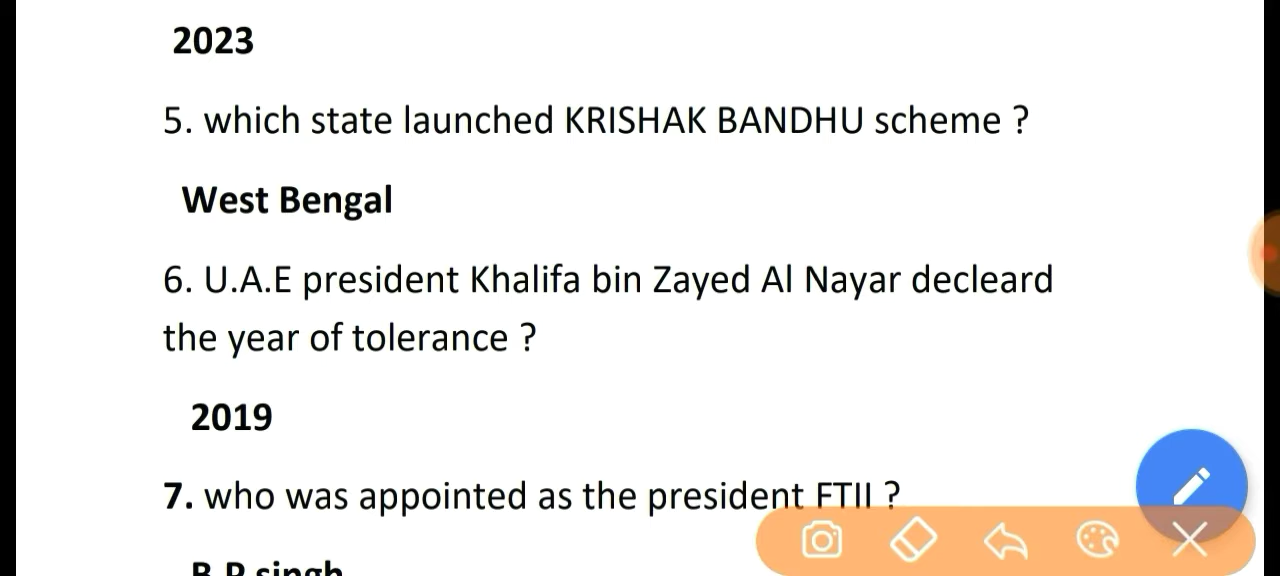 2023
5. which state launched KRISHAK BANDHU scheme ?
West Bengal
6. U.A.E president Khalifa bin Zayed Al Nayar decleard
the year of tolerance ?
2019
7. who was appointed as the president FTII ?
B P singh